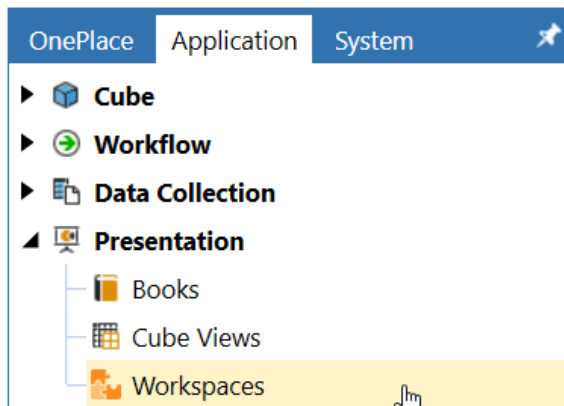 OnePlace Application System
Cube
Workflow
Data Collection
Presentation
Books
Cube Views
Workspaces